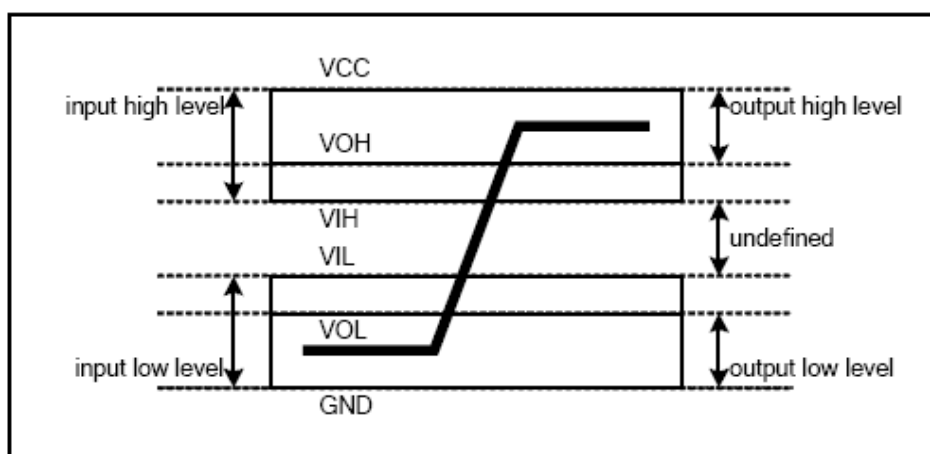 VCC
input high level
output high level
VOH
VIH
undefined
VIL
VOL
input low level
output low level
GND